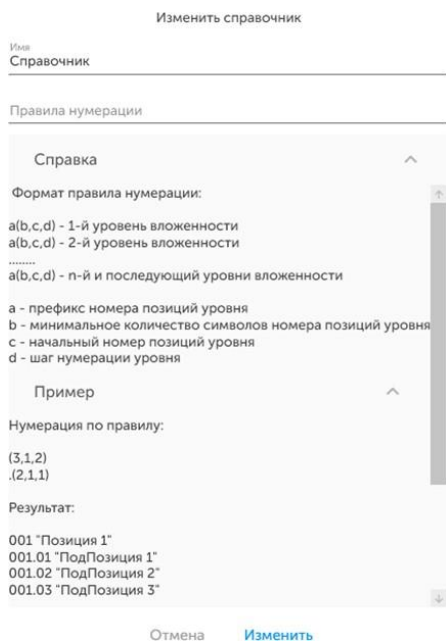 Изменить справочник
Имя
Справочник
Правила нумерации
Справка
Формат правила нумерации:
a(b,c,d) - 1-й уровень вложенности
a(b,c,d) - 2-й уровень вложенности
........
a(b,c,d) - n-й и последующий уровни вложенности
a - префикс номера позиций уровня
b - минимальное количество символов номера позиций уровня
c - начальный номер позиций уровня
d - шаг нумерации уровня
Пример
Нумерация по правилу:
(3,1,2)
.(2,1,1)
Результат:
001 "Позиция 1"
001.01 "ПодПозиция 1"
001.02 "ПодПозиция 2"
001.03 "ПодПозиция 3"
Отмена Изменить